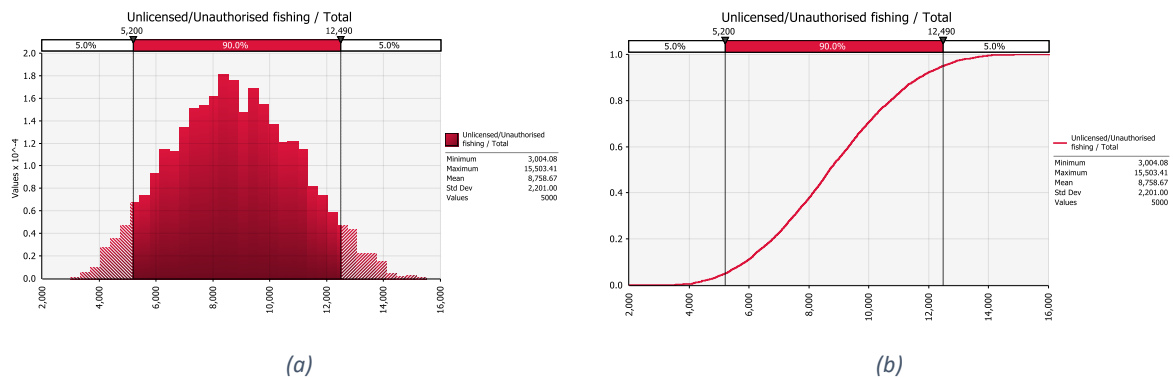 Unlicensed/Unauthorised fishing / Total
5,200 12,490
5.0% 90.0% 5.0%
2.0
1.8
1.6
1.4
1.2
1.0
0.8
0.6
0.4
0.2
0.0
Values x 10^-4
2,000 4,000 6,000 8,000 10,000 12,000 14,000 16,000
Unlicensed/Unauthorised
fishing / Total
Minimum 3,004.08
Maximum 15,503.41
Mean 8,758.67
Std Dev 2,201.00
Values 5000
(a)
Unlicensed/Unauthorised fishing / Total
5,200 12,490
5.0% 90.0% 5.0%
1.0
0.8
0.6
0.4
0.2
0.0
2,000 4,000 6,000 8,000 10,000 12,000 14,000 16,000
Unlicensed/Unauthorised
fishing / Total
Minimum 3,004.08
Maximum 15,503.41
Mean 8,758.67
Std Dev 2,201.00
Values 5000
(b)